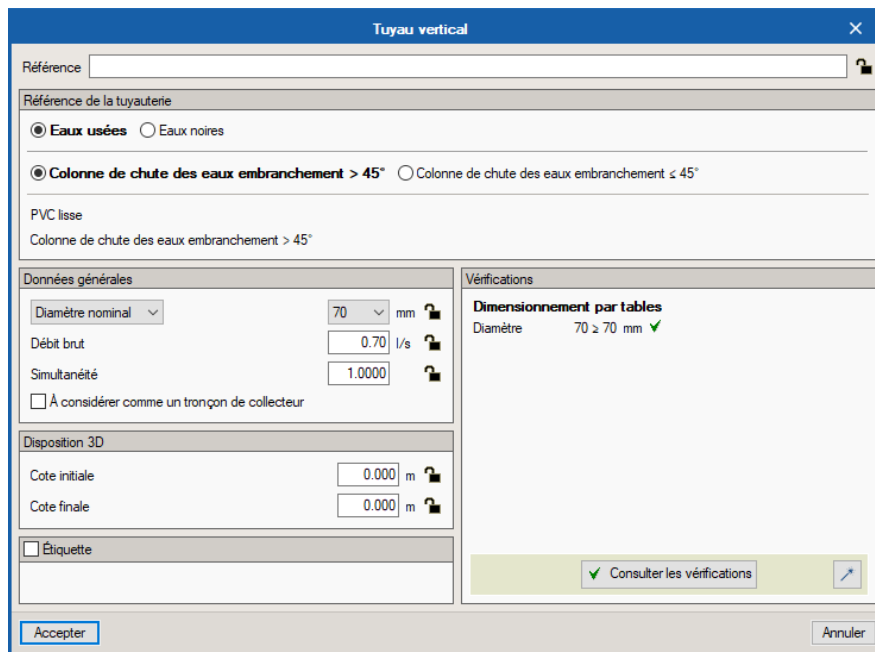 Tuyau vertical
Référence
Référence de la tuyauterie
Eaux usées Eaux noires
Colonne de chute des eaux embranchement > 45° Colonne de chute des eaux embranchement ≤ 45°
PVC lisse
Colonne de chute des eaux embranchement > 45°
Données générales
Diamètre nominal 70 mm
Débit brut 0.70 l/s
Simultanéité 1.0000
À considérer comme un tronçon de collecteur
Disposition 3D
Cote initiale 0.000 m
Cote finale 0.000 m
Étiquette
Vérifications
Dimensionnement par tables
Diamètre 70 ≥ 70 mm
Consulter les vérifications
Accepter Annuler